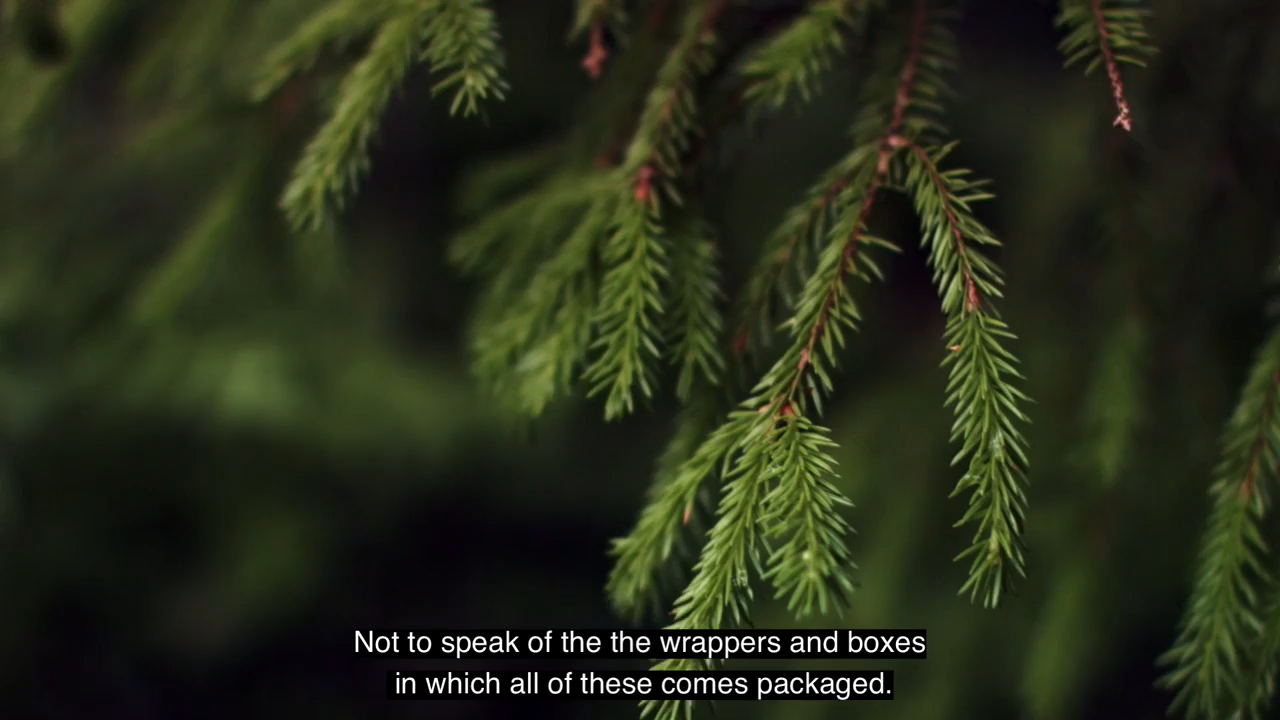 Not to speak of the the wrappers and boxes
in which all of these comes packaged.